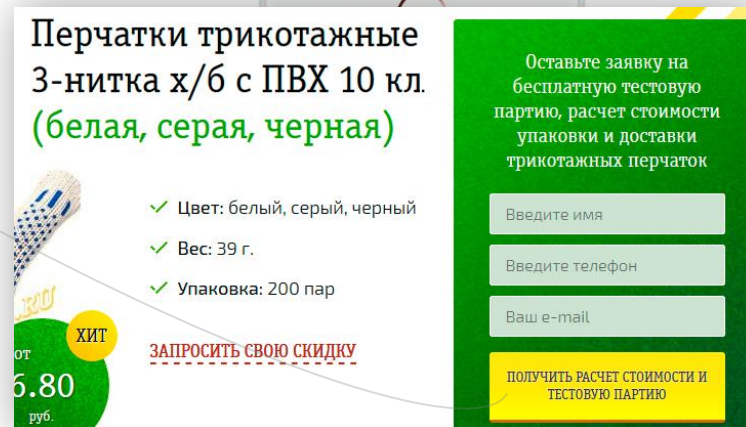 Перчатки трикотажные
3-нитка х/б с ПВХ 10 кл.
(белая, серая, черная)
Цвет: белый, серый, черный
Вес: 39 г.
Упаковка: 200 пар
ХИТ
от
6.80
руб.
ЗАПРОСИТЬ СВОЮ СКИДКУ
Оставьте заявку на
бесплатную тестовую
партию, расчет стоимости
упаковки и доставки
трикотажных перчаток
Введите имя
Введите телефон
Ваш e-mail
ПОЛУЧИТЬ РАСЧЕТ СТОИМОСТИ И
ТЕСТОВУЮ ПАРТИЮ